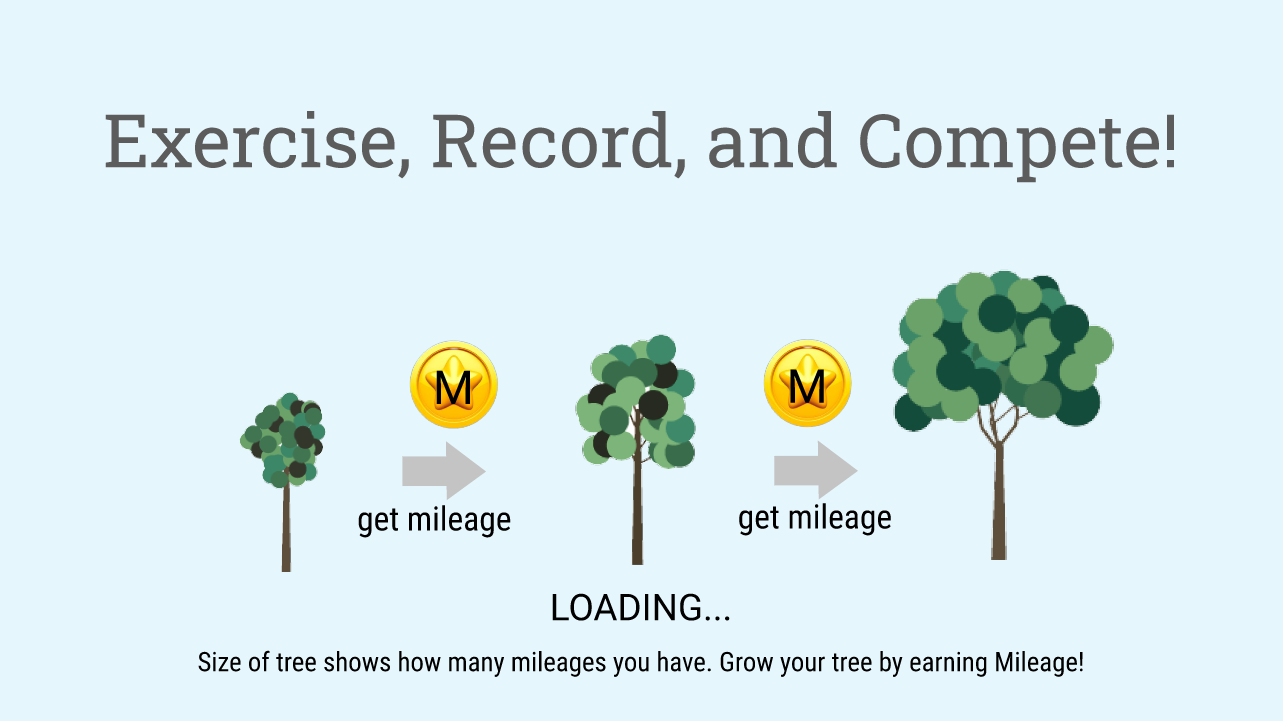 Exercise, Record, and Compete!
M
M
get mileage
get mileage
LOADING...
Size of tree shows how many mileages you have. Grow your tree by earning Mileage!